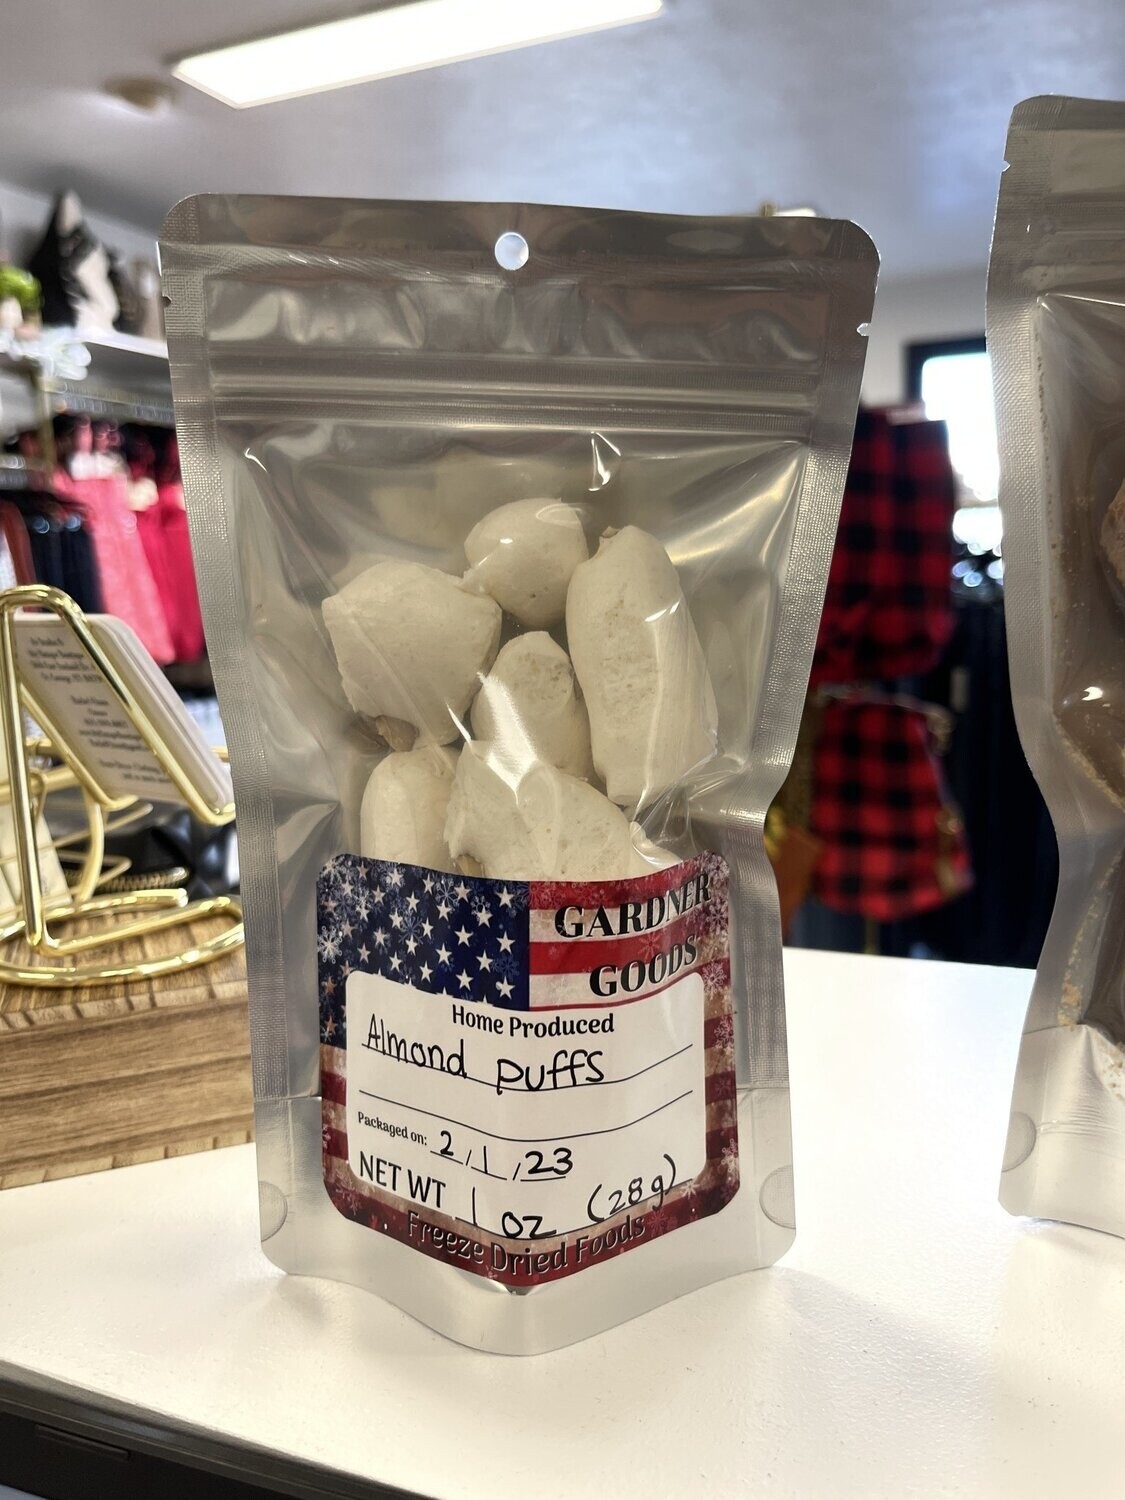 GARDNER
GOODS
Home Produced
Almond Puffs
Packaged on: 2/1/23
NET WT 1 oz (28g)
Freeze Dried Foods